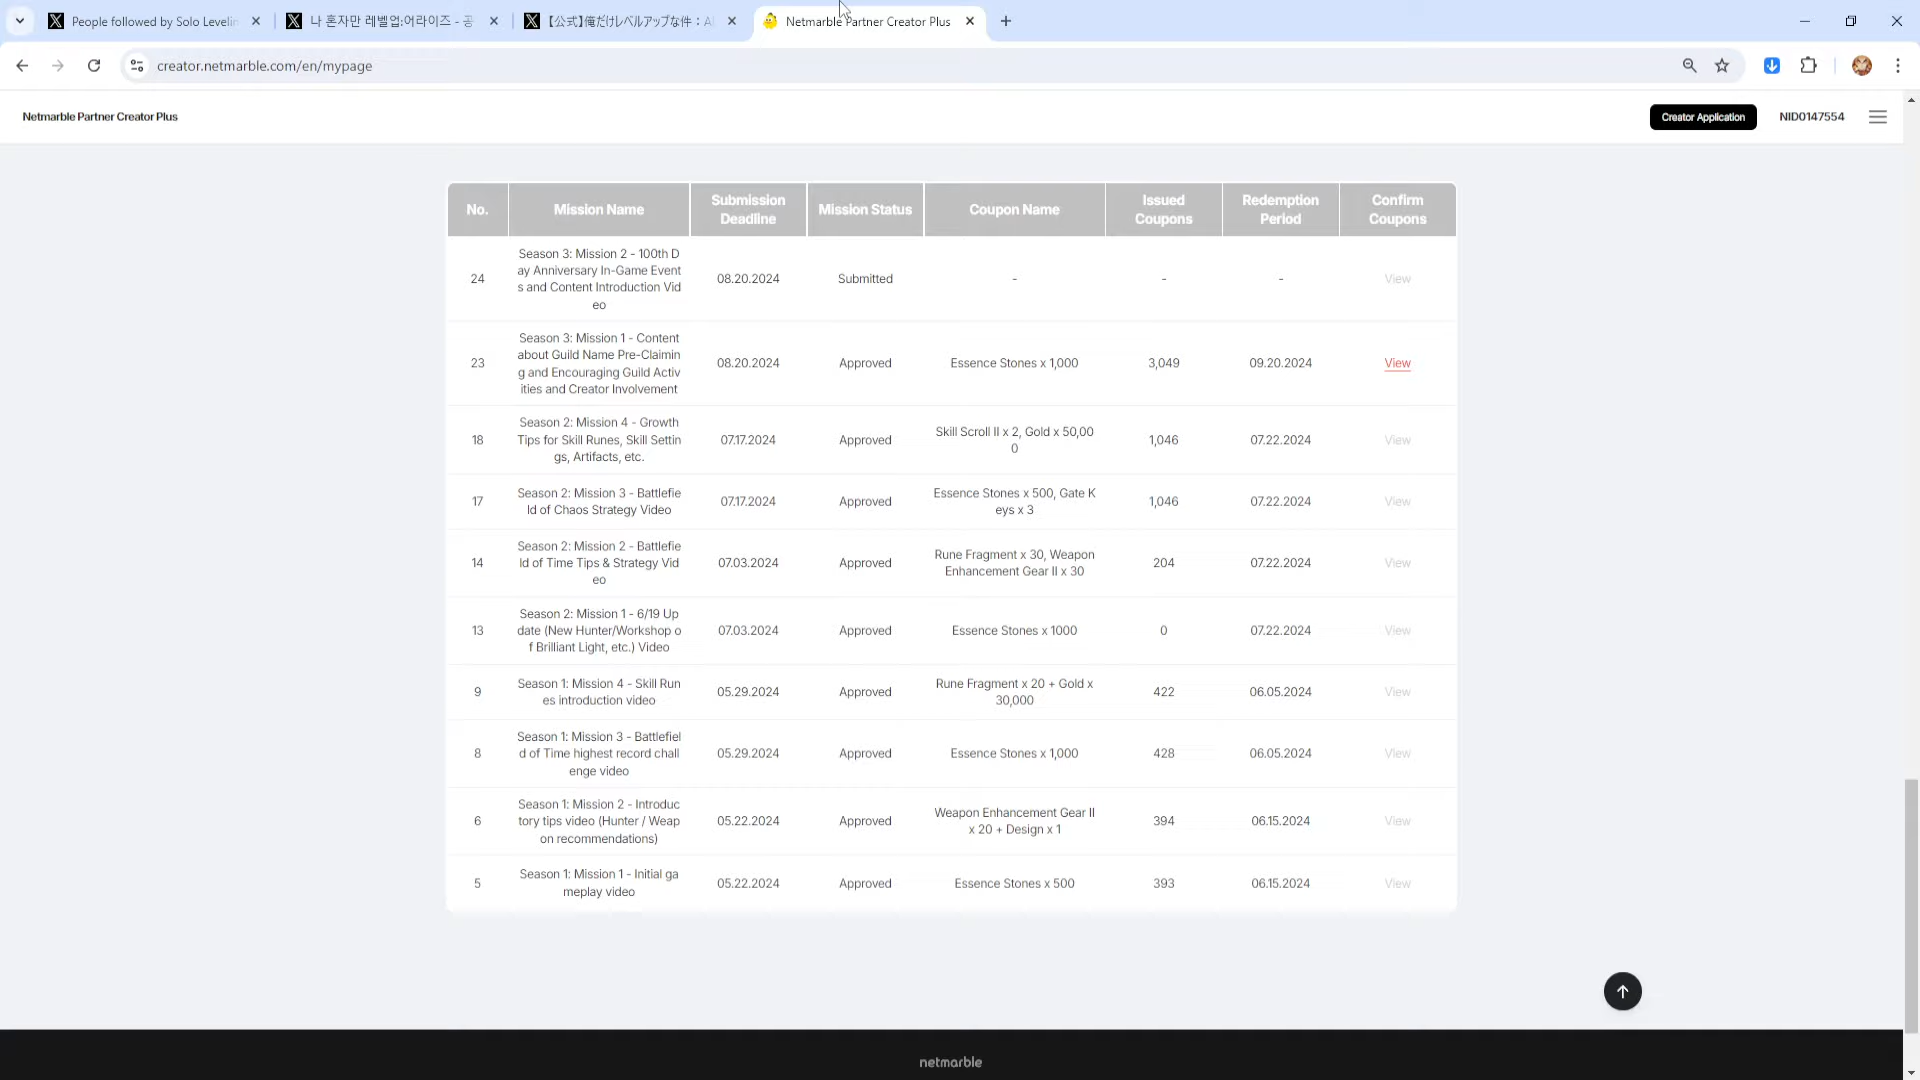 People followed by Solo Levelin
나 혼자만 레벨업:어라이즈 - 공
【公式】俺だけレベルアップな件：A
Netmarble Partner Creator Plus
creator.netmarble.com/en/mypage
Netmarble Partner Creator Plus
Creator Application
NID0147554
No.
Mission Name
Submission
Deadline
Mission Status
Coupon Name
Issued
Coupons
Redemption
Period
Confirm
Coupons
24
Season 3: Mission 2 - 100th D
ay Anniversary In-Game Event
s and Content Introduction Vid
eo
08.20.2024
Submitted
-
-
-
View
23
Season 3: Mission 1 - Content
about Guild Name Pre-Claimin
g and Encouraging Guild Activ
ities and Creator Involvement
08.20.2024
Approved
Essence Stones x 1,000
3,049
09.20.2024
View
18
Season 2: Mission 4 - Growth
Tips for Skill Runes, Skill Settin
gs, Artifacts, etc.
07.17.2024
Approved
Skill Scroll II x 2, Gold x 50,00
0
1,046
07.22.2024
View
17
Season 2: Mission 3 - Battlefie
ld of Chaos Strategy Video
07.17.2024
Approved
Essence Stones x 500, Gate K
eys x 3
1,046
07.22.2024
View
14
Season 2: Mission 2 - Battlefie
ld of Time Tips & Strategy Vid
eo
07.03.2024
Approved
Rune Fragment x 30, Weapon
Enhancement Gear II x 30
204
07.22.2024
View
13
Season 2: Mission 1 - 6/19 Up
date (New Hunter/Workshop o
f Brilliant Light, etc.) Video
07.03.2024
Approved
Essence Stones x 1000
0
07.22.2024
View
9
Season 1: Mission 4 - Skill Run
es introduction video
05.29.2024
Approved
Rune Fragment x 20 + Gold x
30,000
422
06.05.2024
View
8
Season 1: Mission 3 - Battlefiel
d of Time highest record chall
enge video
05.29.2024
Approved
Essence Stones x 1,000
428
06.05.2024
View
6
Season 1: Mission 2 - Introduc
tory tips video (Hunter / Weap
on recommendations)
05.22.2024
Approved
Weapon Enhancement Gear II
x 20 + Design x 1
394
06.15.2024
View
5
Season 1: Mission 1 - Initial ga
meplay video
05.22.2024
Approved
Essence Stones x 500
393
06.15.2024
View
netmarble